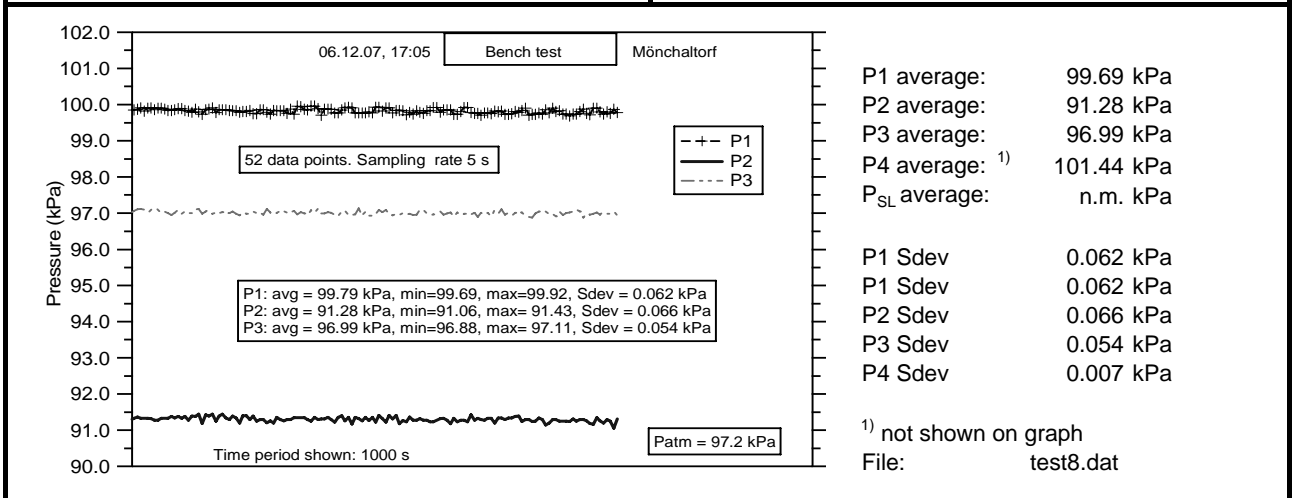 102.0
101.0
100.0
99.0
98.0
97.0
96.0
95.0
94.0
93.0
92.0
91.0
90.0
Pressure (kPa)
06.12.07, 17:05 Bench test Mönchaltorf
P1
P2
P3
52 data points. Sampling rate 5 s
P1: avg = 99.79 kPa, min=99.69, max=99.92, Sdev = 0.062 kPa
P2: avg = 91.28 kPa, min=91.06, max= 91.43, Sdev = 0.066 kPa
P3: avg = 96.99 kPa, min=96.88, max= 97.11, Sdev = 0.054 kPa
Patm = 97.2 kPa
Time period shown: 1000 s
P1 average: 99.69 kPa
P2 average: 91.28 kPa
P3 average: 96.99 kPa
P4 average: 1) 101.44 kPa
PSL average: n.m. kPa
P1 Sdev 0.062 kPa
P1 Sdev 0.062 kPa
P2 Sdev 0.066 kPa
P3 Sdev 0.054 kPa
P4 Sdev 0.007 kPa
1) not shown on graph
File: test8.dat